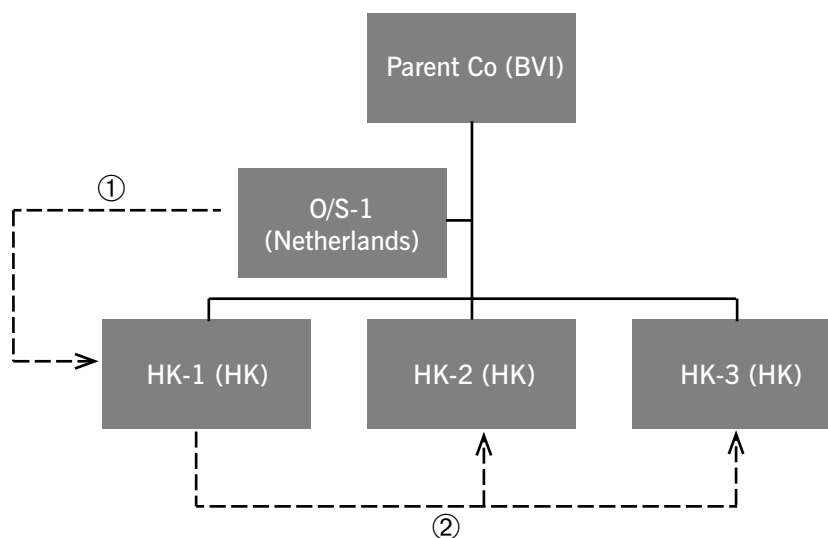 Parent Co (BVI)
①
O/S-1
(Netherlands)
HK-1 (HK)
HK-2 (HK)
HK-3 (HK)
②